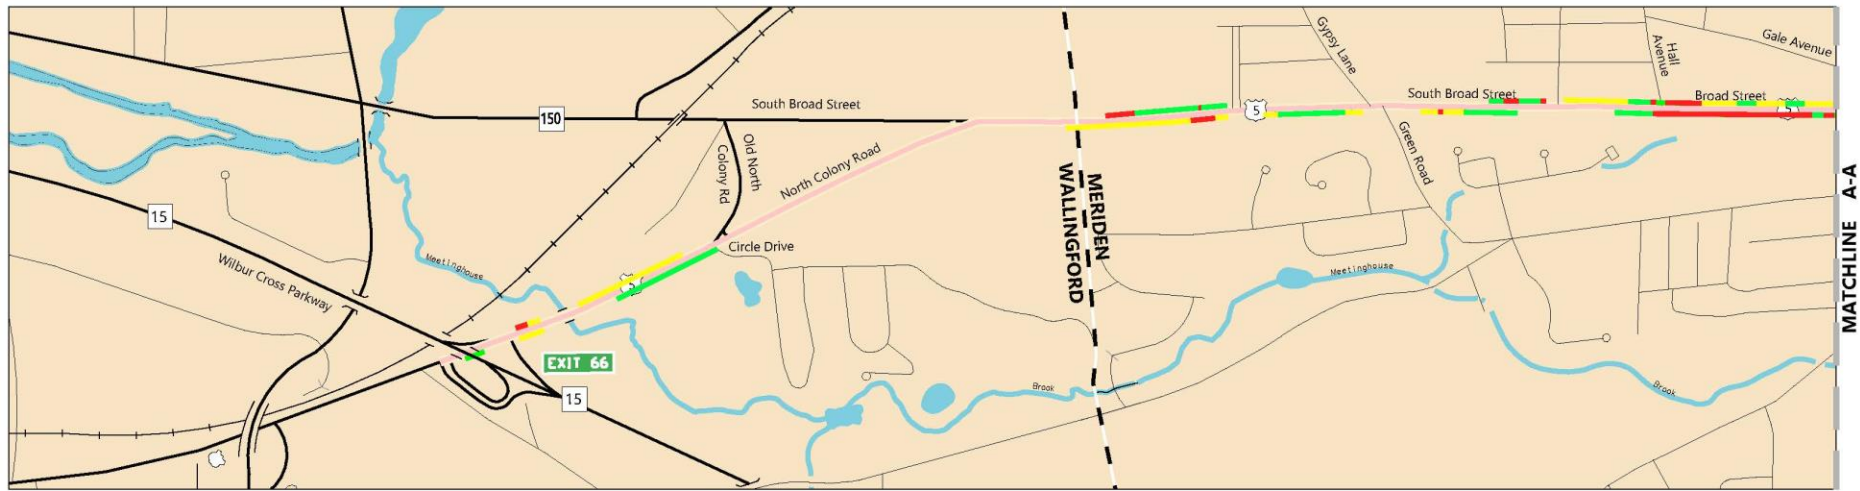 Gale Avenue
Gypsy Lane
Hall
Avenue
South Broad Street
Broad Street
5
5
150
South Broad Street
5
Green Road
Old North
Colony Rd
North Colony Road
MERIDEN
WALLINGFORD
MATCHLINE A-A
15
Circle Drive
Wilbur Cross Parkway
Meetinghouse
Meetinghouse
EXIT 66
15
Brook
Brook